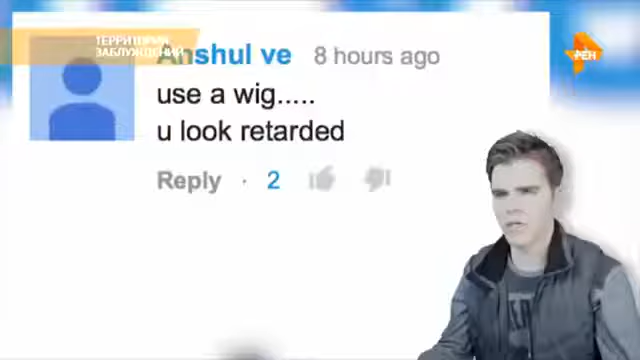 ТЕРРИТОРИЯ
ЗАБЛУЖДЕНИЙ
РЕН
Anshul ve 8 hours ago
use a wig.....
u look retarded
Reply · 2